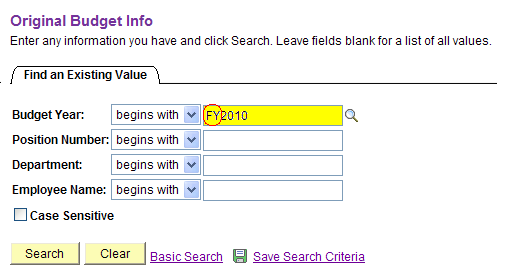 Original Budget Info
Enter any information you have and click Search. Leave fields blank for a list of all values.
Find an Existing Value
Budget Year: begins with FY2010
Position Number: begins with
Department: begins with
Employee Name: begins with
Case Sensitive
Search Clear Basic Search Save Search Criteria